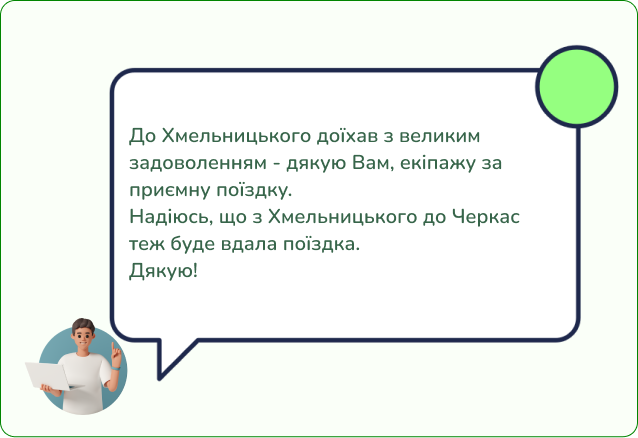 До Хмельницького доїхав з великим
задоволенням - дякую Вам, екіпажу за
приємну поїздку.
Надіюсь, що з Хмельницького до Черкас
теж буде вдала поїздка.
Дякую!